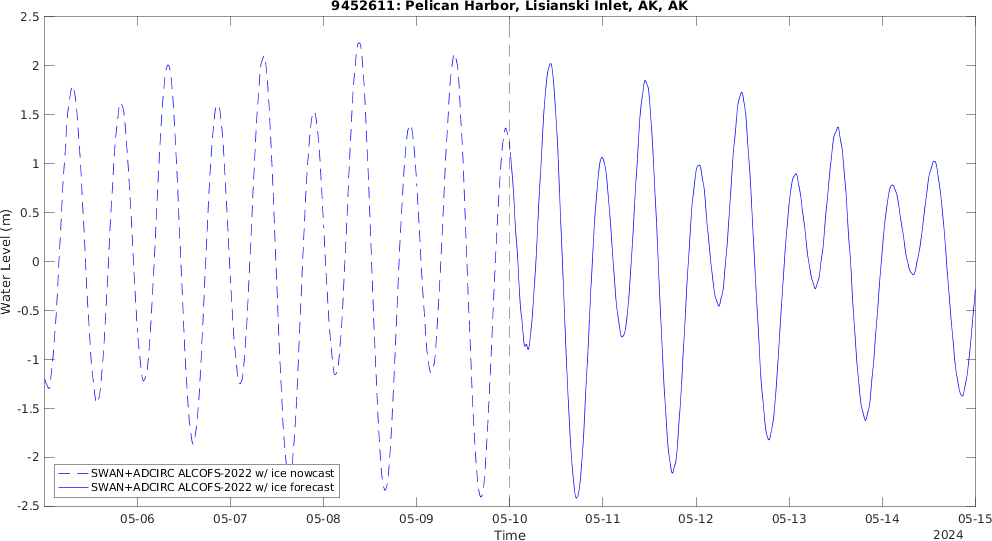 9452611: Pelican Harbor, Lisianski Inlet, AK, AK
2.5
2
1.5
1
0.5
0
-0.5
-1
-1.5
-2
-2.5
Water Level (m)
SWAN+ADCIRC ALCOFS-2022 w/ ice nowcast
SWAN+ADCIRC ALCOFS-2022 w/ ice forecast
05-06 05-07 05-08 05-09 05-10 05-11 05-12 05-13 05-14 05-15
Time
2024